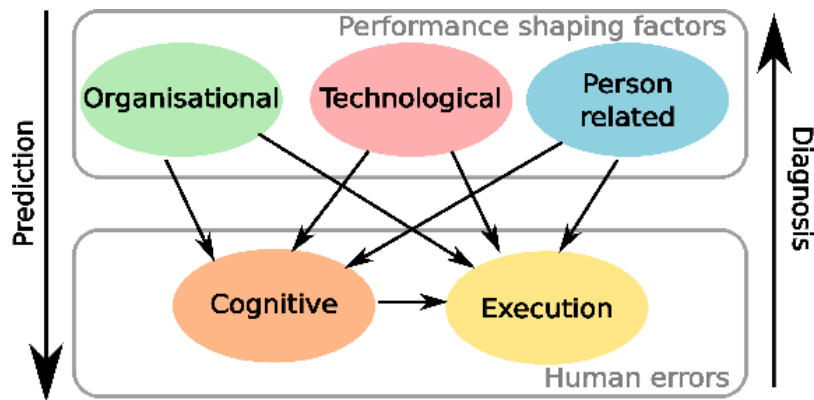 Performance shaping factors
Organisational
Technological
Person
related
Prediction
Diagnosis
Cognitive
Execution
Human errors